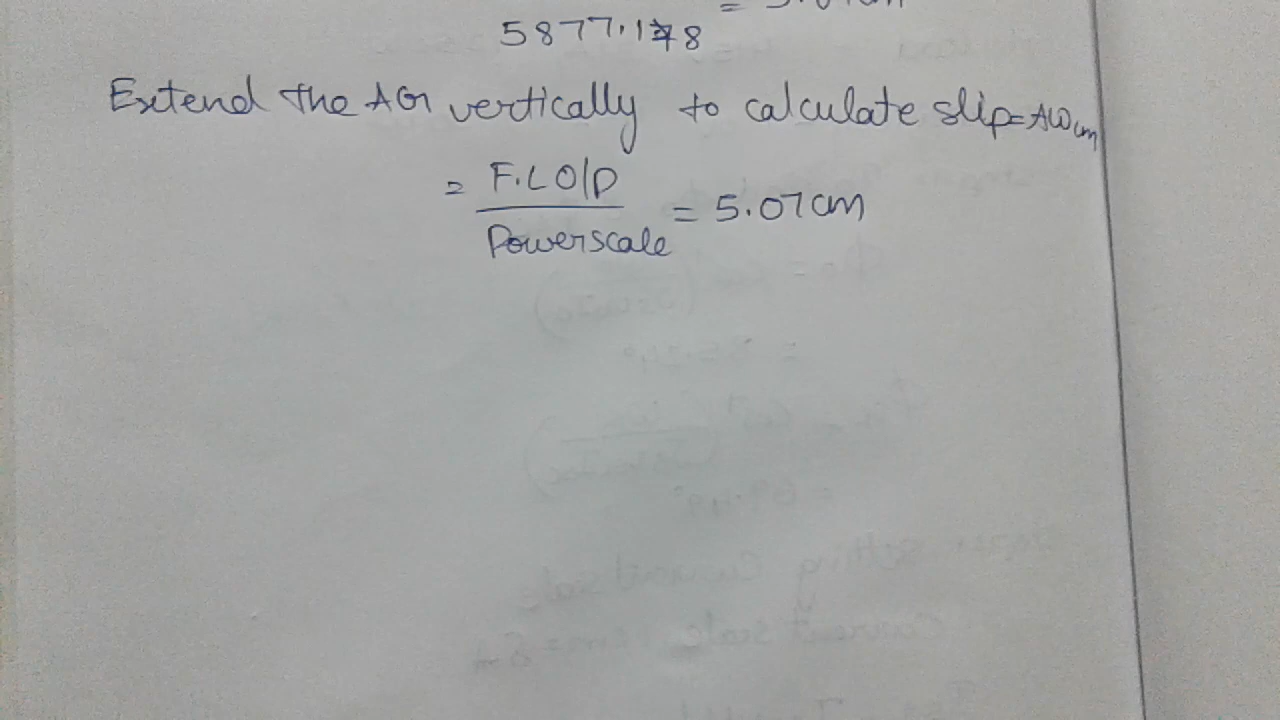 5877.178
Extend the AG vertically to calculate slip=AWcm
= F.L O/P
Powerscale = 5.07cm